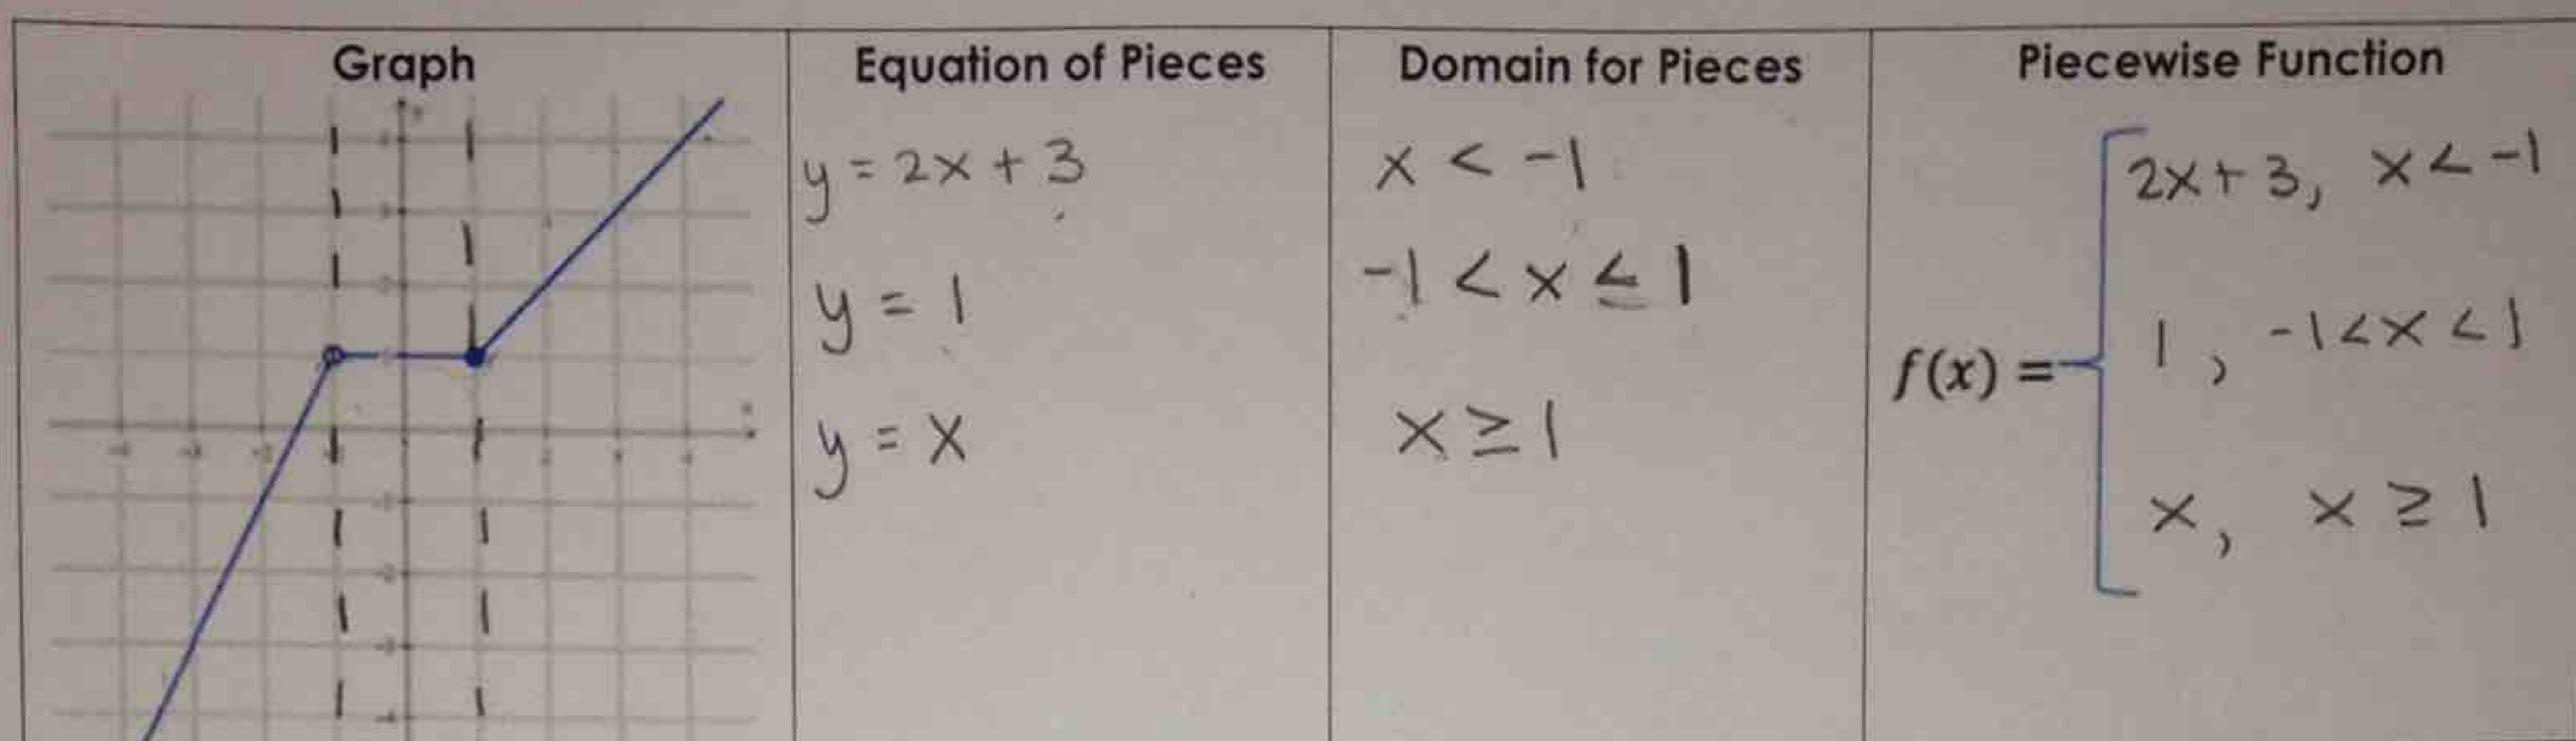 Graph
Equation of Pieces
Domain for Pieces
Piecewise Function
y = 2x + 3
y = 1
y = x
x < -1
-1 < x ≤ 1
x ≥ 1
f(x) =
2x + 3, x < -1
1, -1 < x < 1
x, x ≥ 1